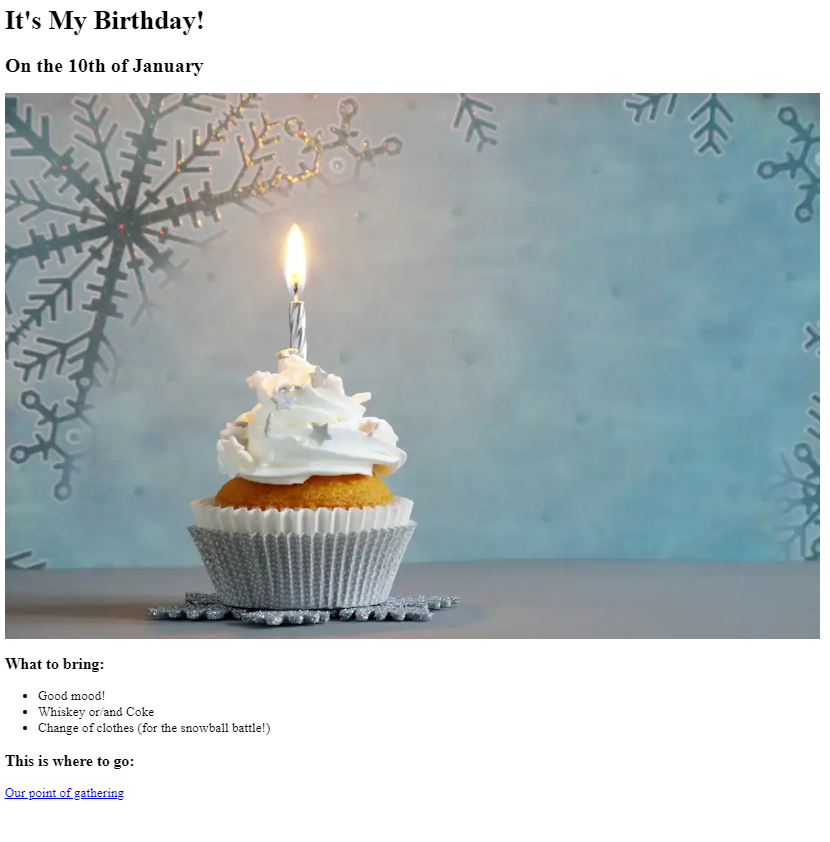 It's My Birthday!
On the 10th of January
What to bring:
Good mood!
Whiskey or/and Coke
Change of clothes (for the snowball battle!)
This is where to go:
Our point of gathering